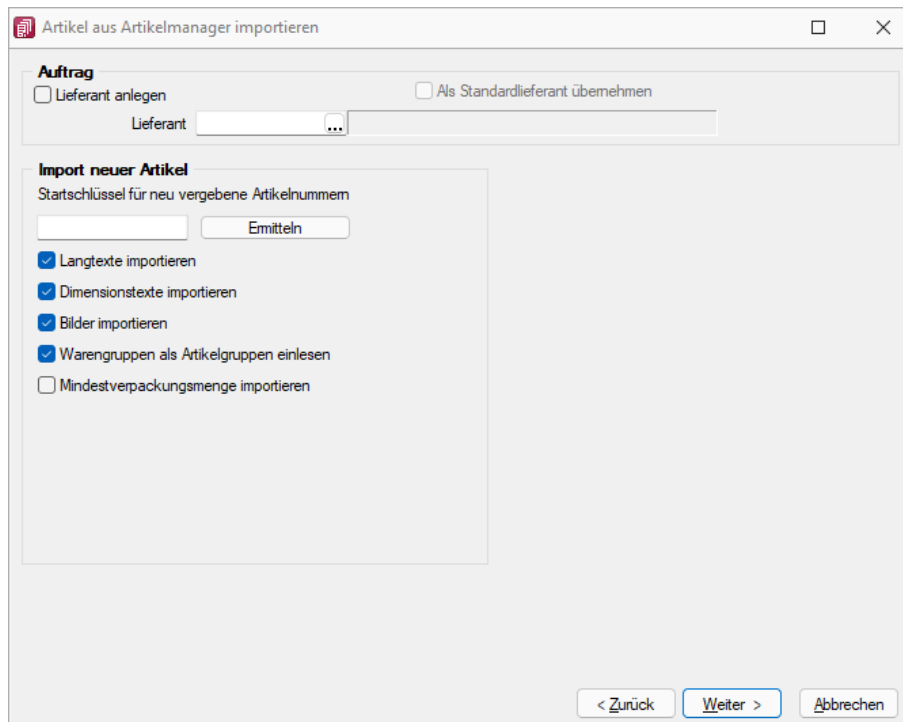 Artikel aus Artikelmanager importieren
Auftrag
Lieferant anlegen
Als Standardlieferant übernehmen
Lieferant
...
Import neuer Artikel
Startschlüssel für neu vergebene Artikelnummern
Ermitteln
Langtexte importieren
Dimensionstexte importieren
Bilder importieren
Warengruppen als Artikelgruppen einlesen
Mindestverpackungsmenge importieren
< Zurück Weiter > Abbrechen